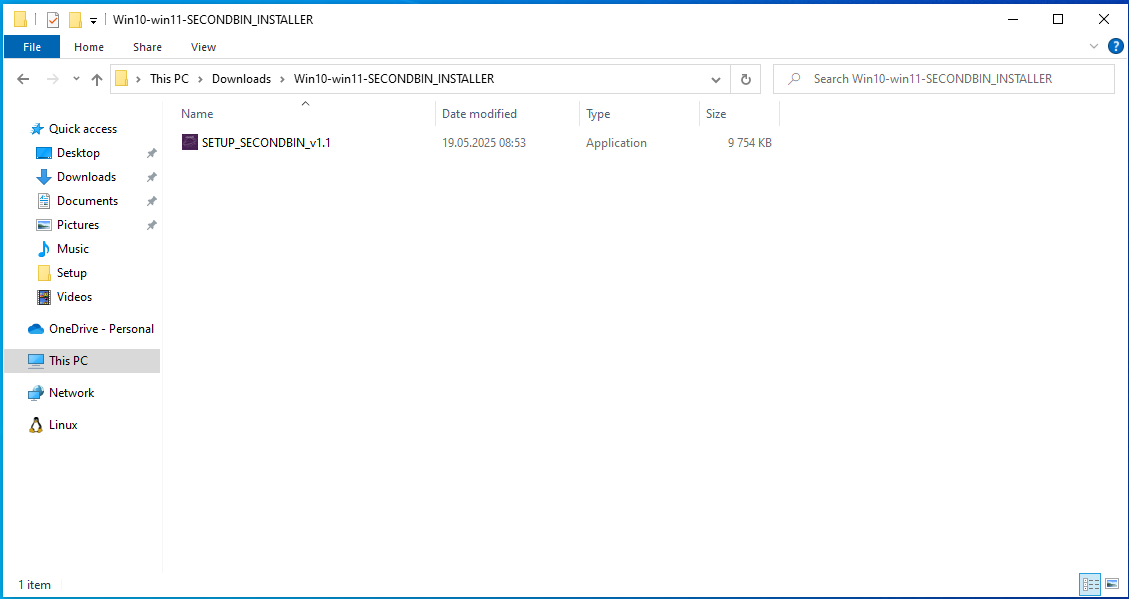 Win10-win11-SECONDBIN_INSTALLER
File Home Share View ?
This PC Downloads Win10-win11-SECONDBIN_INSTALLER Search Win10-win11-SECONDBIN_INSTALLER
Name Date modified Type Size
SETUP_SECONDBIN_v1.1 19.05.2025 08:53 Application 9 754 KB
Quick access
Desktop
Downloads
Documents
Pictures
Music
Setup
Videos
OneDrive - Personal
This PC
Network
Linux
1 item